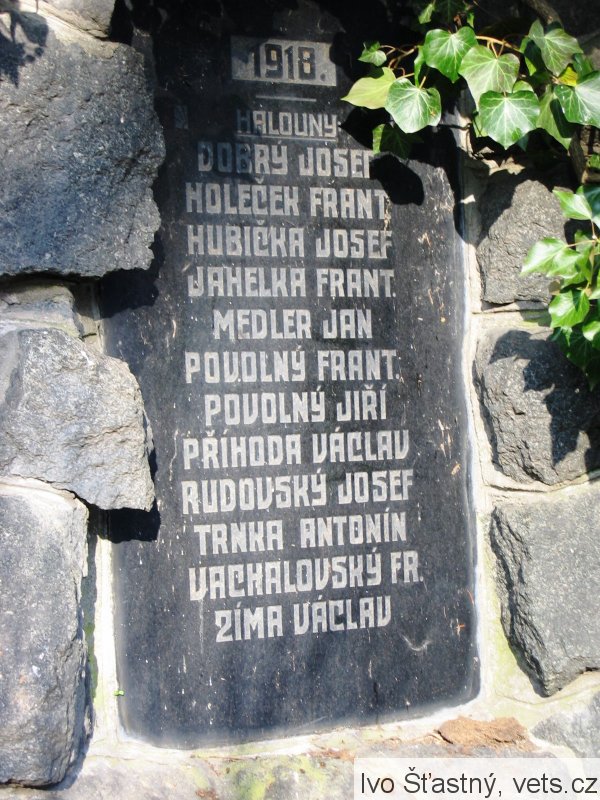 1918.
HALOUNY
DOBRÝ JOSEF
HOLEČEK FRANT.
HUBIČKA JOSEF
JAHELKA FRANT.
MEDLER JAN
POVOLNÝ FRANT.
POVOLNÝ JIŘÍ
PŘÍHODA VÁCLAV
RUDOVSKÝ JOSEF
TRNKA ANTONÍN
VACHALOVSKÝ FR.
ZÍMA VÁCLAV
Ivo Šťastný, vets.cz